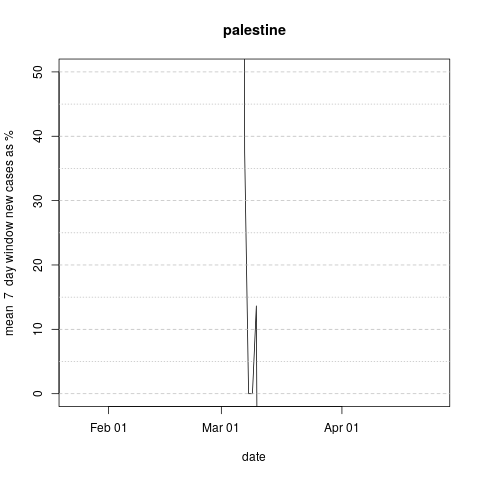 palestine
mean  7  day window new cases as %
50
40
30
20
10
0
Feb 01
Mar 01
Apr 01
date